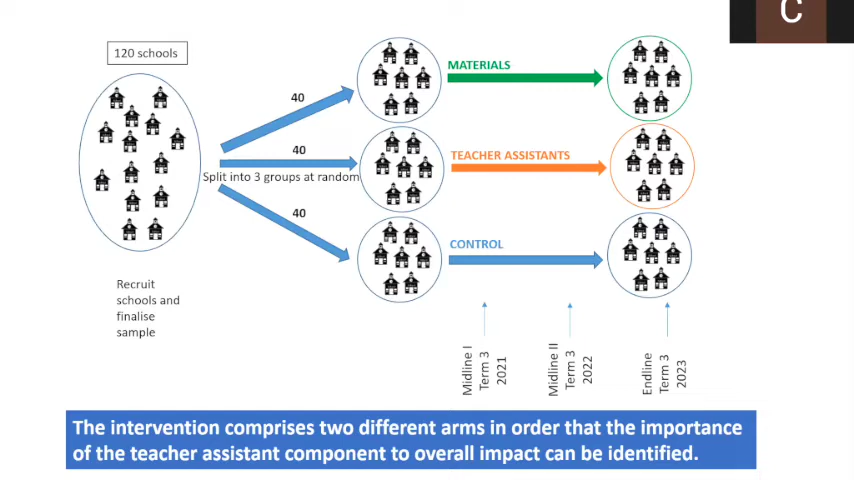 C
120 schools
MATERIALS
40
40
TEACHER ASSISTANTS
Split into 3 groups at random
40
CONTROL
Recruit
schools and
finalise
sample
Midline I
Term 3
2021
Midline II
Term 3
2022
Endline
Term 3
2023
The intervention comprises two different arms in order that the importance
of the teacher assistant component to overall impact can be identified.